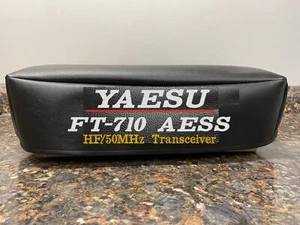 YAESU
FT-710 AESS
HF/50MHz Transceiver